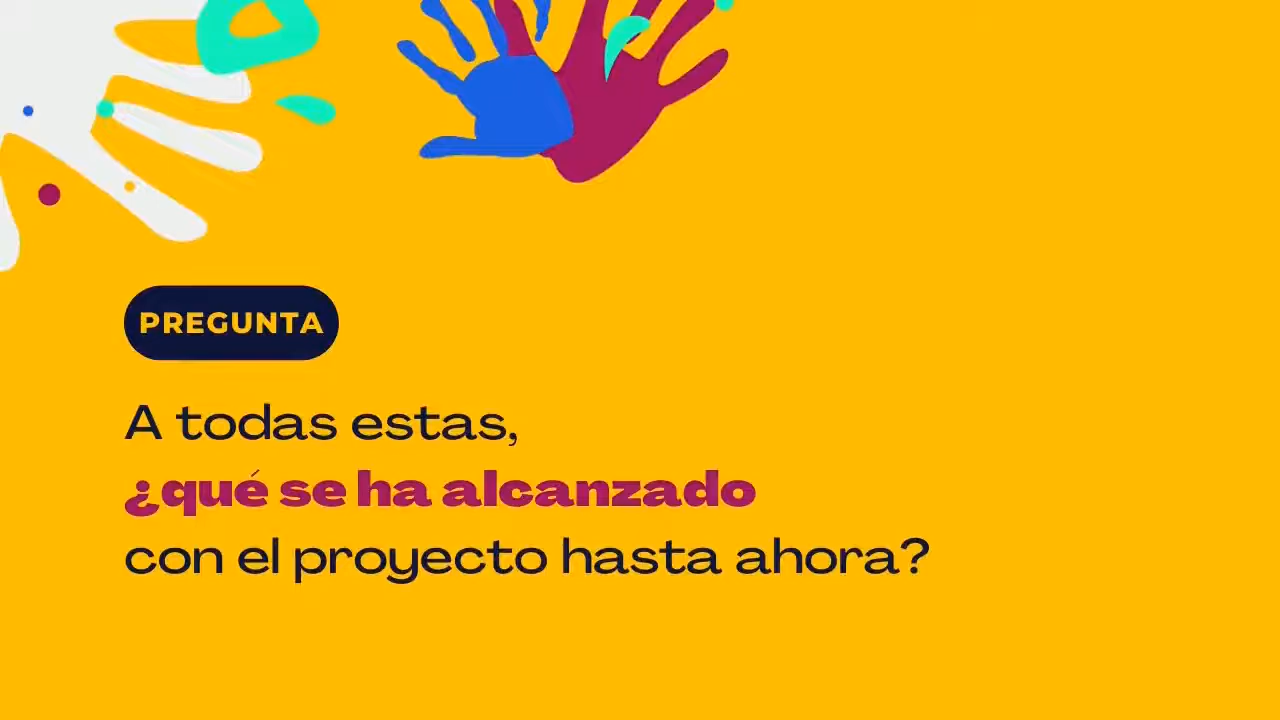 PREGUNTA
A todas estas,
¿qué se ha alcanzado
con el proyecto hasta ahora?